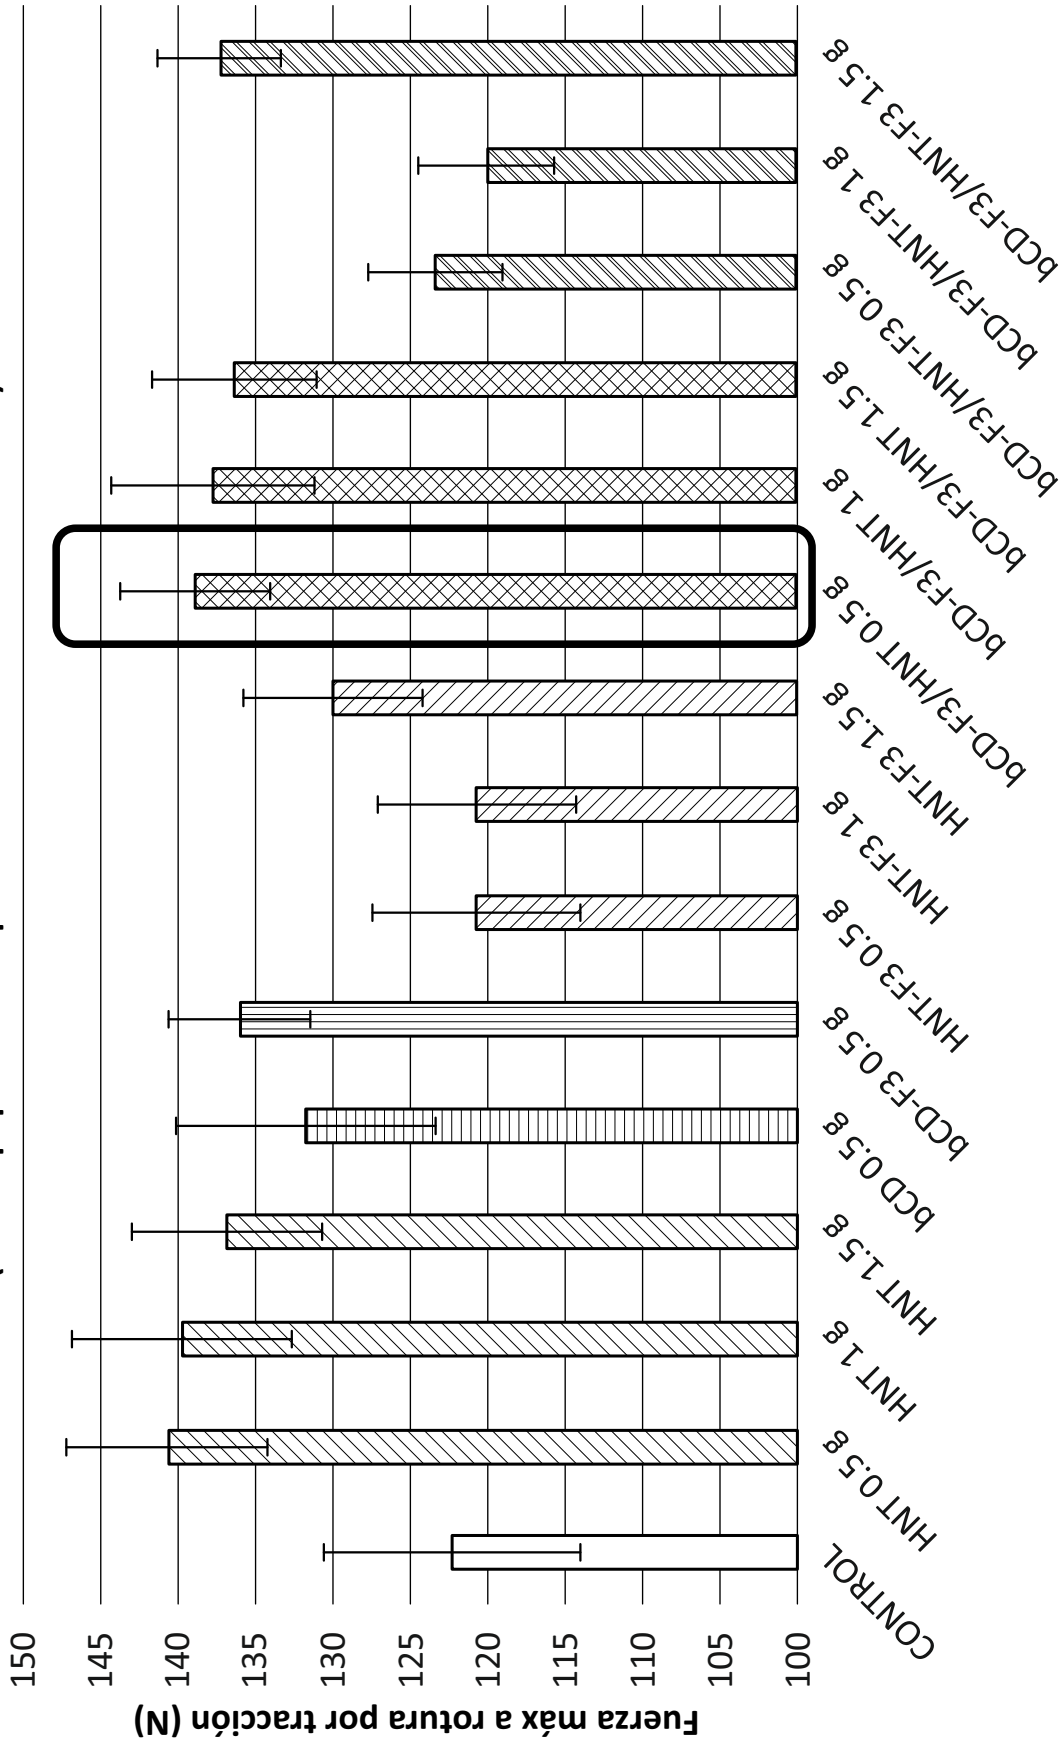 Fuerza máx a rotura por tracción (N)
150
145
140
135
130
125
120
115
110
105
100
CONTROL
HNT 0.5 g
HNT 1 g
HNT 1.5 g
bCD 0.5 g
bCD-F3 0.5 g
HNT-F3 0.5 g
HNT-F3 1 g
HNT-F3 1.5 g
bCD-F3/HNT 0.5 g
bCD-F3/HNT 1 g
bCD-F3/HNT 1.5 g
bCD-F3/HNT-F3 0.5 g
bCD-F3/HNT-F3 1 g
bCD-F3/HNT-F3 1.5 g